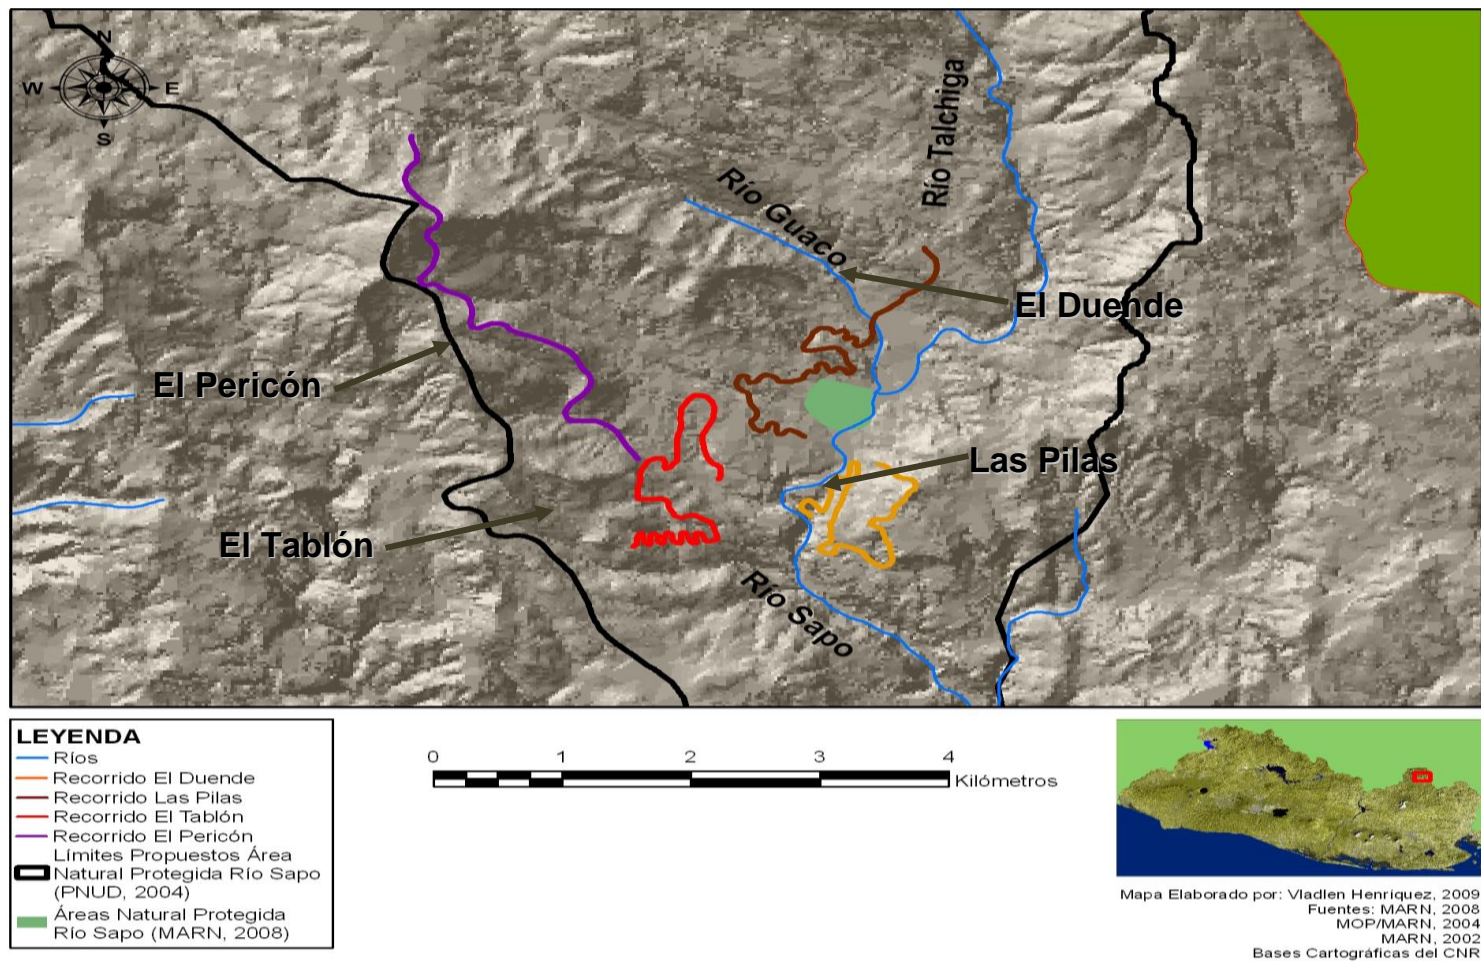 N
W
E
S
Río Talchiga
Río Guaco
El Duende
El Pericón
Las Pilas
El Tablón
Río Sapo
LEYENDA
Ríos
Recorrido El Duende
Recorrido Las Pilas
Recorrido El Tablón
Recorrido El Pericón
Límites Propuestos Área
Natural Protegida Río Sapo
(PNUD, 2004)
Áreas Natural Protegida
Río Sapo (MARN, 2008)
0 1 2 3 4
Kilómetros
Mapa Elaborado por: Vladlen Henríquez, 2009
Fuentes: MARN, 2008
MOP/MARN, 2004
MARN, 2002
Bases Cartográficas del CNR